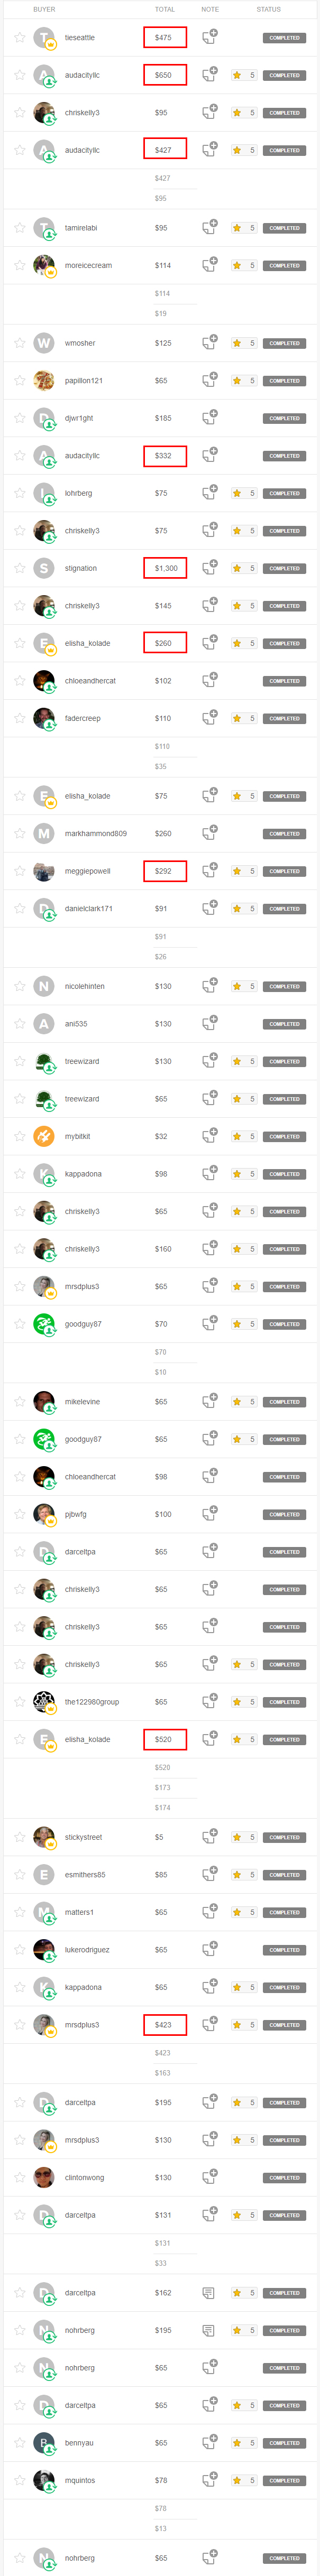 BUYER TOTAL NOTE STATUS
T tieseattle $475 COMPLETED
A audacityllc $650 5 COMPLETED
chriskelly3 $95 5 COMPLETED
A audacityllc $427 5 COMPLETED
$427
$95
T tamirelabi $95 5 COMPLETED
moreicecream $114 5 COMPLETED
$114
$19
W wmosher $125 5 COMPLETED
papillon121 $65 5 COMPLETED
D djwr1ght $185 COMPLETED
A audacityllc $332 COMPLETED
lohrberg $75 5 COMPLETED
chriskelly3 $75 5 COMPLETED
S stignation $1,300 5 COMPLETED
chriskelly3 $145 5 COMPLETED
E elisha_kolade $260 5 COMPLETED
chloeandhercat $102 COMPLETED
fadercreep $110 5 COMPLETED
$110
$35
E elisha_kolade $75 5 COMPLETED
M markhammond809 $260 COMPLETED
meggiepowell $292 5 COMPLETED
D danielclark171 $91 5 COMPLETED
$91
$26
N nicolehinten $130 5 COMPLETED
A ani535 $130 COMPLETED
treewizard $130 5 COMPLETED
treewizard $65 5 COMPLETED
mybitkit $32 5 COMPLETED
K kappadona $98 5 COMPLETED
chriskelly3 $65 5 COMPLETED
chriskelly3 $160 5 COMPLETED
mrsdplus3 $65 5 COMPLETED
goodguy87 $70 5 COMPLETED
$70
$10
mikelevine $65 5 COMPLETED
goodguy87 $65 5 COMPLETED
chloeandhercat $98 COMPLETED
pjbwfg $100 COMPLETED
D darceltpa $65 COMPLETED
chriskelly3 $65 COMPLETED
chriskelly3 $65 COMPLETED
chriskelly3 $65 5 COMPLETED
the122980group $65 5 COMPLETED
E elisha_kolade $520 5 COMPLETED
$520
$173
$174
stickystreet $5 5 COMPLETED
E esmithers85 $85 5 COMPLETED
M matters1 $65 5 COMPLETED
lukerodriguez $65 COMPLETED
K kappadona $65 5 COMPLETED
mrsdplus3 $423 5 COMPLETED
$423
$163
D darceltpa $195 5 COMPLETED
mrsdplus3 $130 5 COMPLETED
clintonwong $130 COMPLETED
D darceltpa $131 5 COMPLETED
$131
$33
D darceltpa $162 5 COMPLETED
N nohrberg $195 5 COMPLETED
N nohrberg $65 COMPLETED
D darceltpa $65 5 COMPLETED
B bennyau $65 5 COMPLETED
mquintos $78 5 COMPLETED
$78
$13
N nohrberg $65 COMPLETED